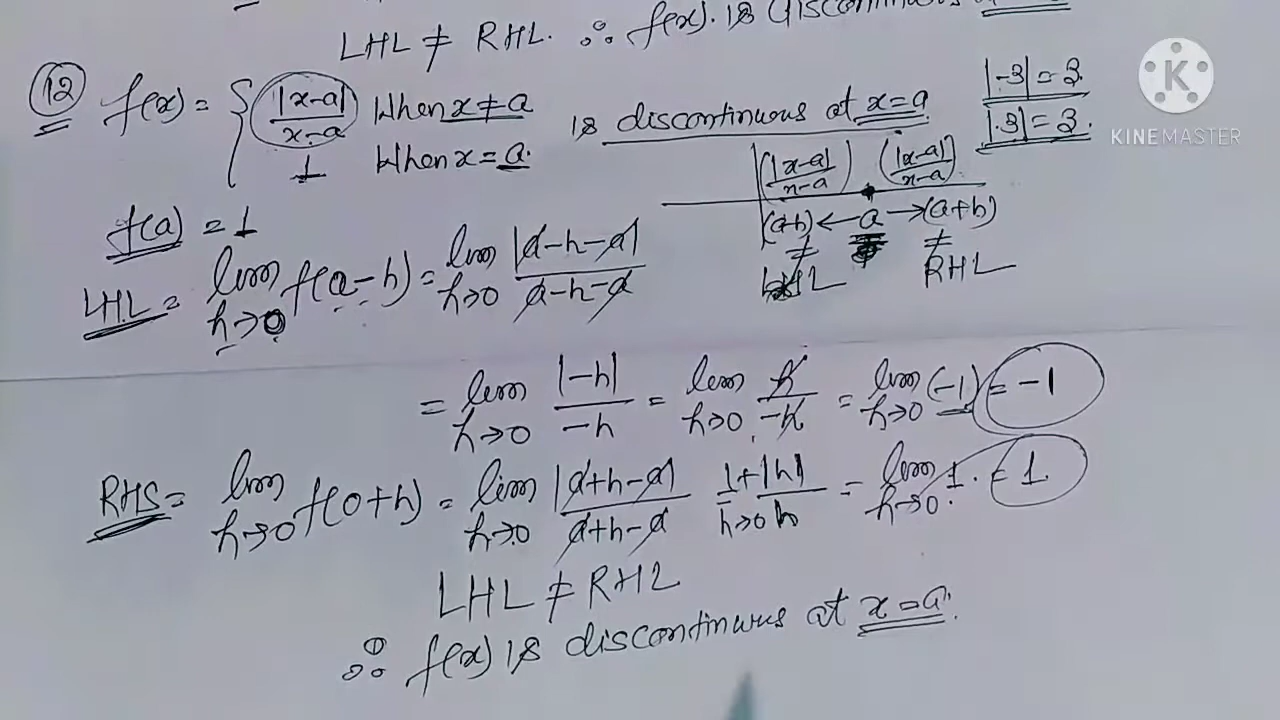 LHL ≠ RHL. ∴ f(x). is discontinuous
(12) f(x) = { |x-a|/x-a When x ≠ a
1 When x = a.
is discontinuous at x = a
|-3| = 3.
|3| = 3.
KINEMASTER
(|x-a|/x-a) (|x-a|/x-a)
← a → (a+h)
≠ ≠
RHL
f(a) = 1
LHL = lim h→0 f(a-h) = lim h→0 |a-h-a|/a-h-a
= lim h→0 |-h|/-h = lim h→0 h/-h = lim h→0 (-1) = -1
RHS = lim h→0 f(0+h) = lim h→0 |a+h-a|/a+h-a = h→0 |h|/h = lim h→0 1. = 1.
LHL ≠ RHL
∴ f(x) is discontinuous at x = a.